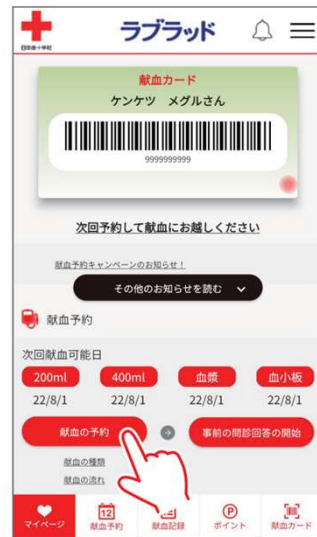 日本赤十字社
ラブラッド
献血カード
ケンケツ メグルさん
9999999999
次回予約して献血にお越しください
献血予約キャンペーンのお知らせ！
その他のお知らせを読む
献血予約
次回献血可能日
200ml 400ml 血漿 血小板
22/8/1 22/8/1 22/8/1 22/8/1
献血の予約 事前の問診回答の開始
献血の種類
献血の流れ
12
P
マイページ 献血予約 献血記録 ポイント 献血カード